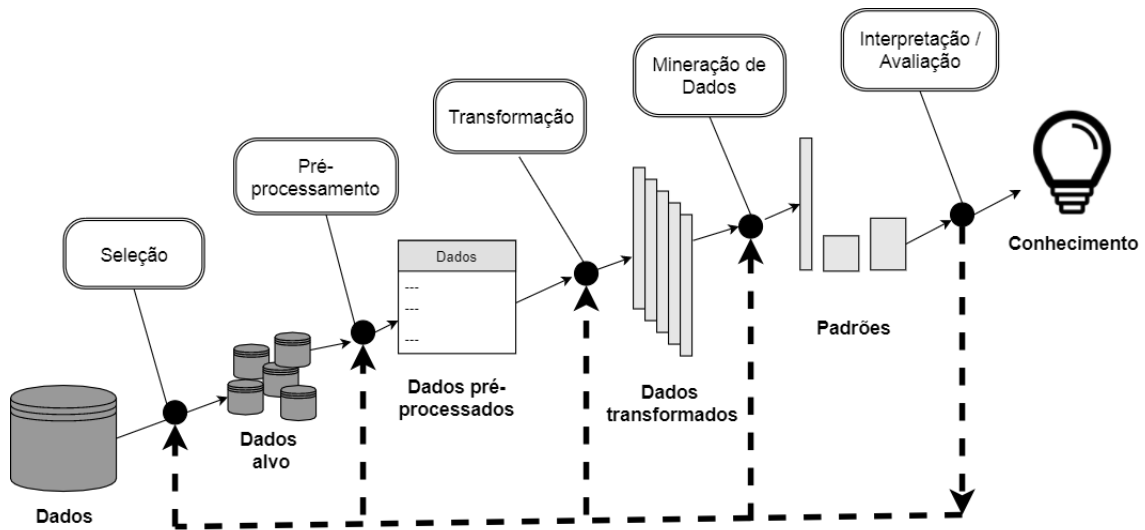 Seleção
Pré-
processamento
Transformação
Mineração de
Dados
Interpretação /
Avaliação
Dados
Dados
alvo
Dados
---
---
---
Dados pré-
processados
Dados
transformados
Padrões
Conhecimento